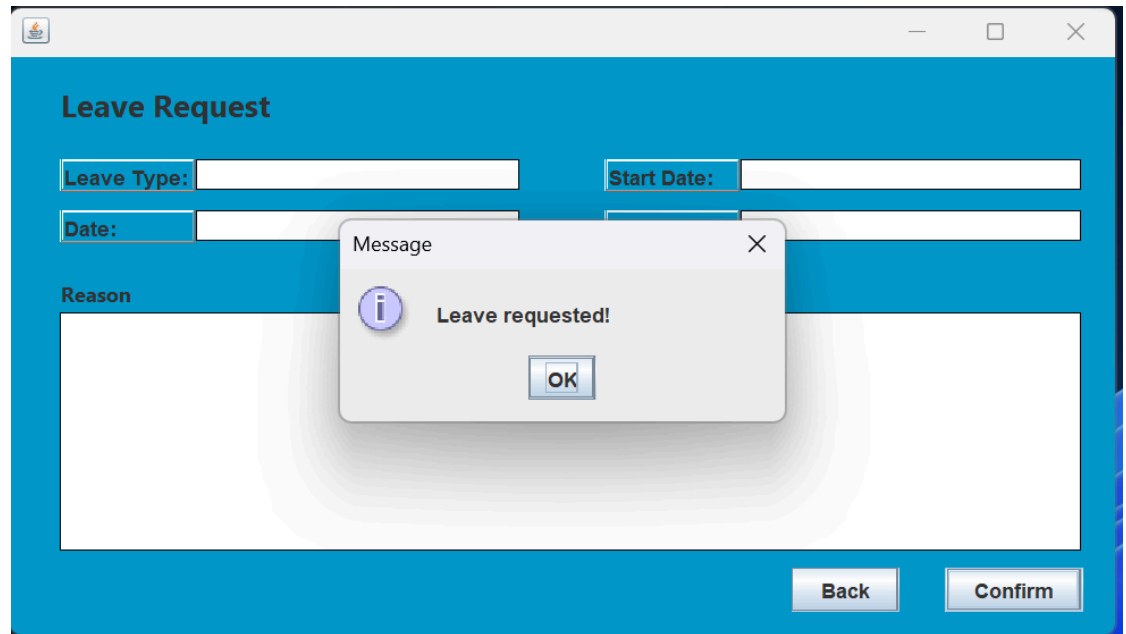 Leave Request
Leave Type:
Start Date:
Date:
Message
Reason
Leave requested!
OK
Back
Confirm